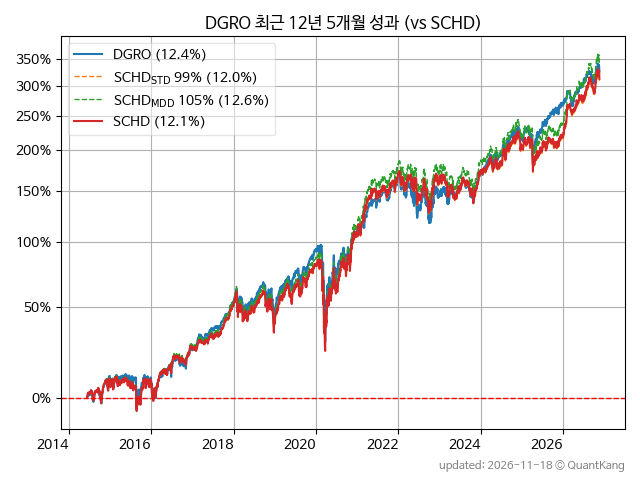 DGRO 최근 12년 5개월 성과 (vs SCHD)
DGRO (12.4%)
SCHD_STD 99% (12.0%)
SCHD_MDD 105% (12.6%)
SCHD (12.1%)
350%
300%
250%
200%
150%
100%
50%
0%
2014 2016 2018 2020 2022 2024 2026
updated: 2026-11-18 © QuantKang